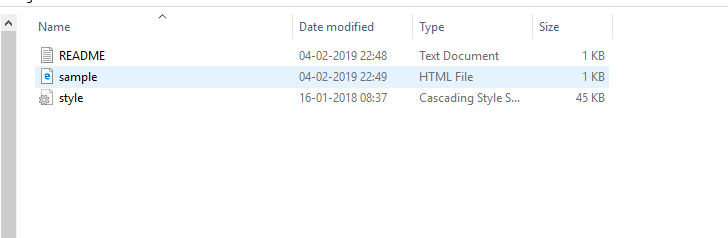 Name Date modified Type Size
README 04-02-2019 22:48 Text Document 1 KB
sample 04-02-2019 22:49 HTML File 1 KB
style 16-01-2018 08:37 Cascading Style S... 45 KB